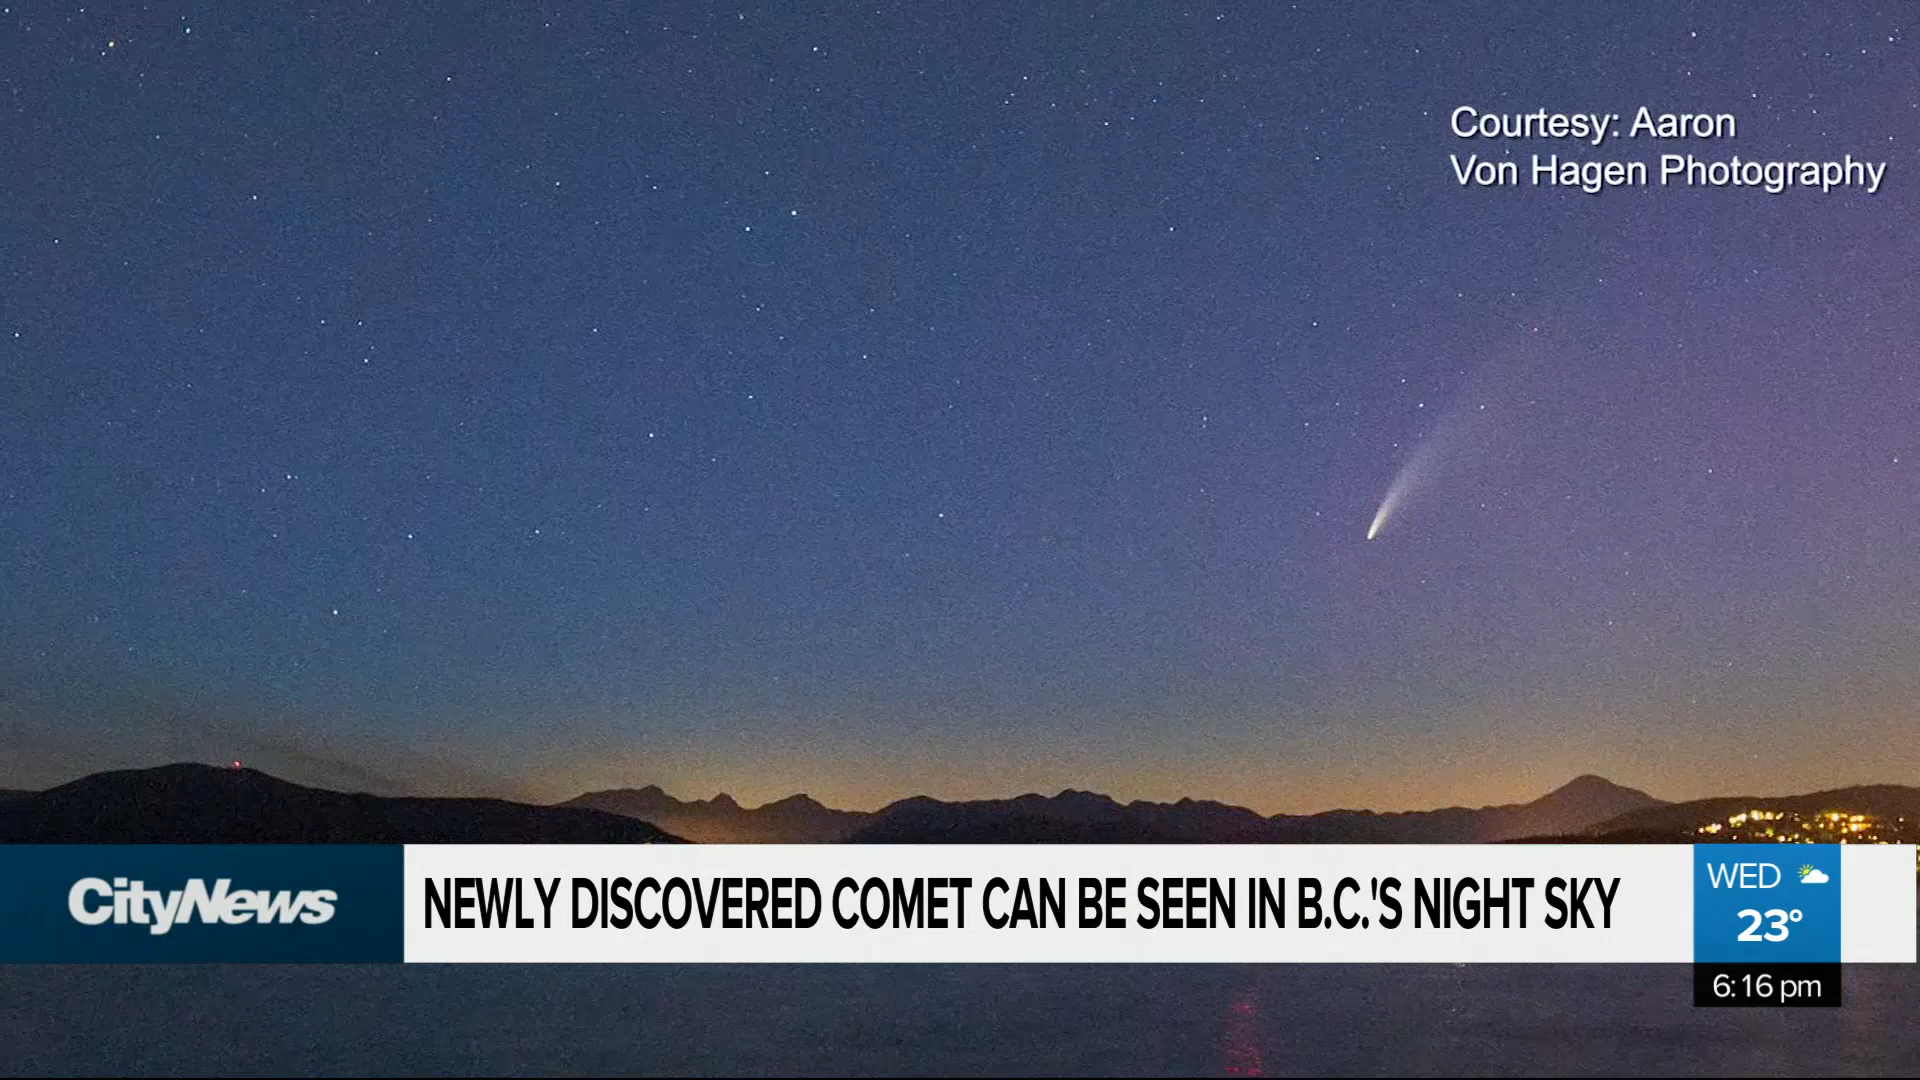 Courtesy: Aaron
Von Hagen Photography
CityNews
NEWLY DISCOVERED COMET CAN BE SEEN IN B.C.'S NIGHT SKY
WED
23°
6:16 pm